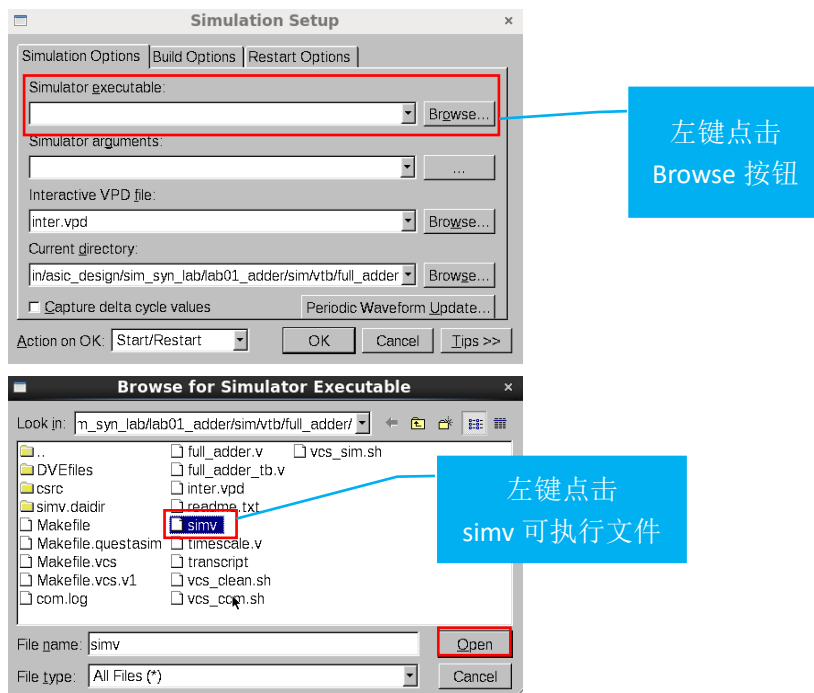 Simulation Setup
Simulation Options Build Options Restart Options
Simulator executable:
Browse...
Simulator arguments:
...
Interactive VPD file:
inter.vpd
Browse...
Current directory:
in/asic_design/sim_syn_lab/lab01_adder/sim/vtb/full_adder
Browse...
Capture delta cycle values
Periodic Waveform Update...
Action on OK: Start/Restart
OK
Cancel
Tips >>
左键点击
Browse 按钮
Browse for Simulator Executable
Look in: n_syn_lab/lab01_adder/sim/vtb/full_adder/
..
DVEfiles
csrc
simv.daidir
Makefile
Makefile.questasim
Makefile.vcs
Makefile.vcs.v1
com.log
full_adder.v
full_adder_tb.v
inter.vpd
readme.txt
simv
timescale.v
transcript
vcs_clean.sh
vcs_com.sh
vcs_sim.sh
File name: simv
Open
File type: All Files (*)
Cancel
左键点击
simv 可执行文件